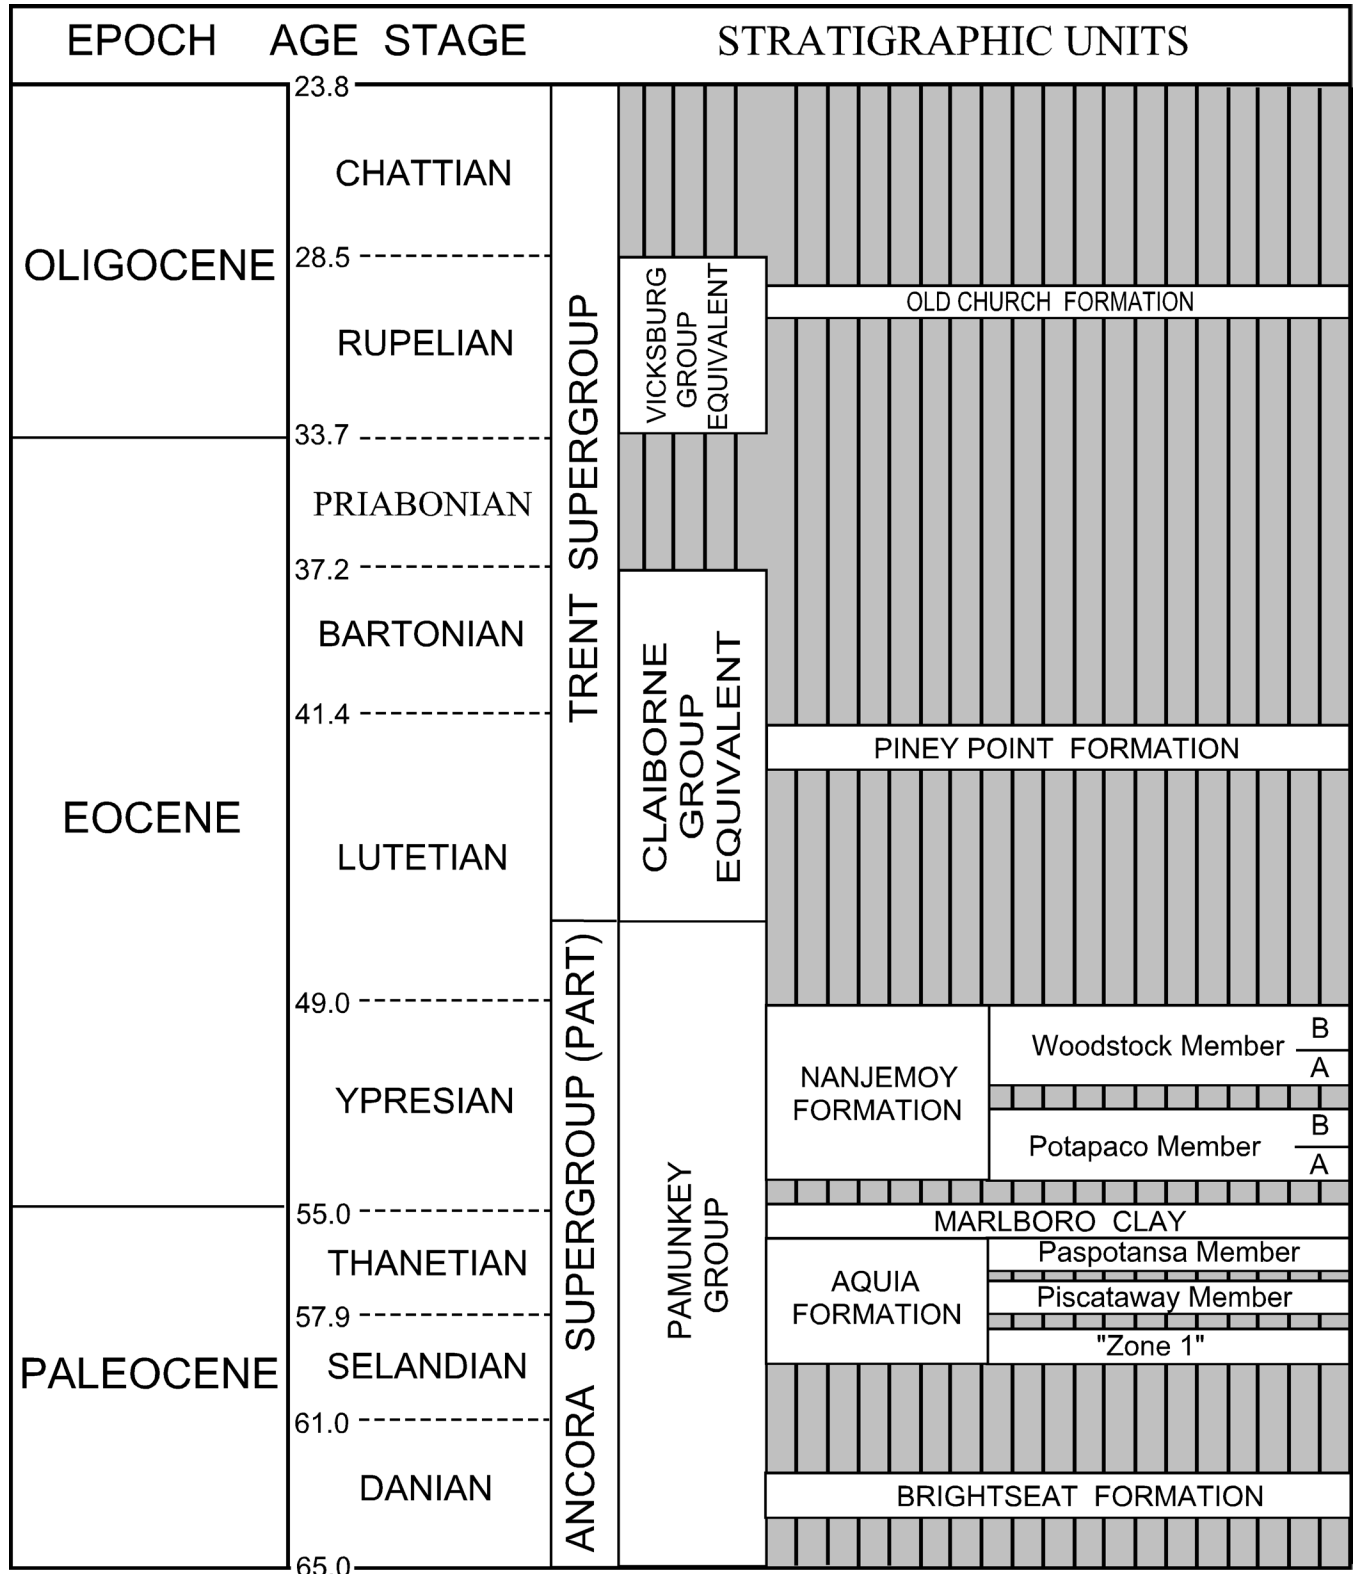 EPOCH AGE STAGE STRATIGRAPHIC UNITS
23.8
CHATTIAN
OLIGOCENE
28.5
RUPELIAN
33.7
PRIABONIAN
37.2
BARTONIAN
41.4
EOCENE
LUTETIAN
49.0
YPRESIAN
55.0
THANETIAN
57.9
PALEOCENE
SELANDIAN
61.0
DANIAN
65.0
TRENT SUPERGROUP
ANCORA SUPERGROUP (PART)
VICKSBURG
GROUP
EQUIVALENT
CLAIBORNE
GROUP
EQUIVALENT
PAMUNKEY
GROUP
OLD CHURCH FORMATION
PINEY POINT FORMATION
NANJEMOY
FORMATION
Woodstock Member
B
A
Potapaco Member
B
A
MARLBORO CLAY
AQUIA
FORMATION
Paspotansa Member
Piscataway Member
"Zone 1"
BRIGHTSEAT FORMATION